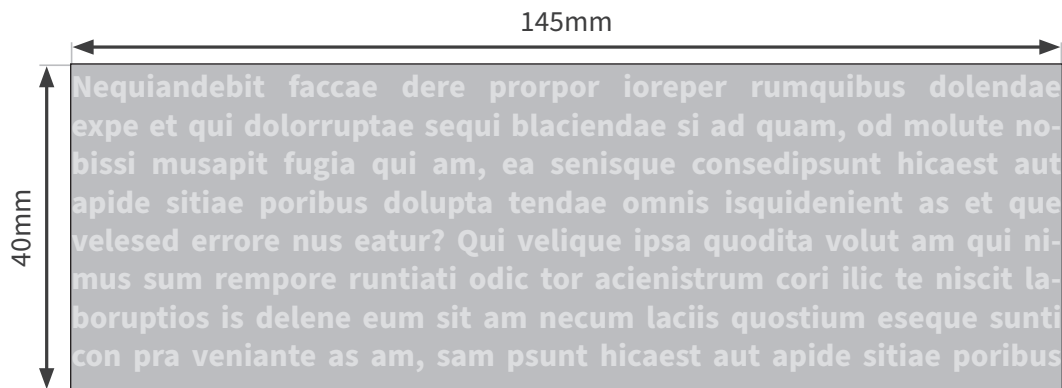 145mm
40mm
Nequiandebit faccae dere prorpor ioreper rumquibus dolendae
expe et qui dolorruptae sequi blaciendae si ad quam, od molute no-
bissi musapit fugia qui am, ea senisque consedipsunt hicaest aut
apide sitiae poribus dolupta tendae omnis isquidenient as et que
velesed errore nus eatur? Qui velique ipsa quodita volut am qui ni-
mus sum rempore runtiati odic tor acienistrum cori ilic te niscit la-
boruptios is delene eum sit am necum laciis quostium eseque sunti
con pra veniante as am, sam psunt hicaest aut apide sitiae poribus